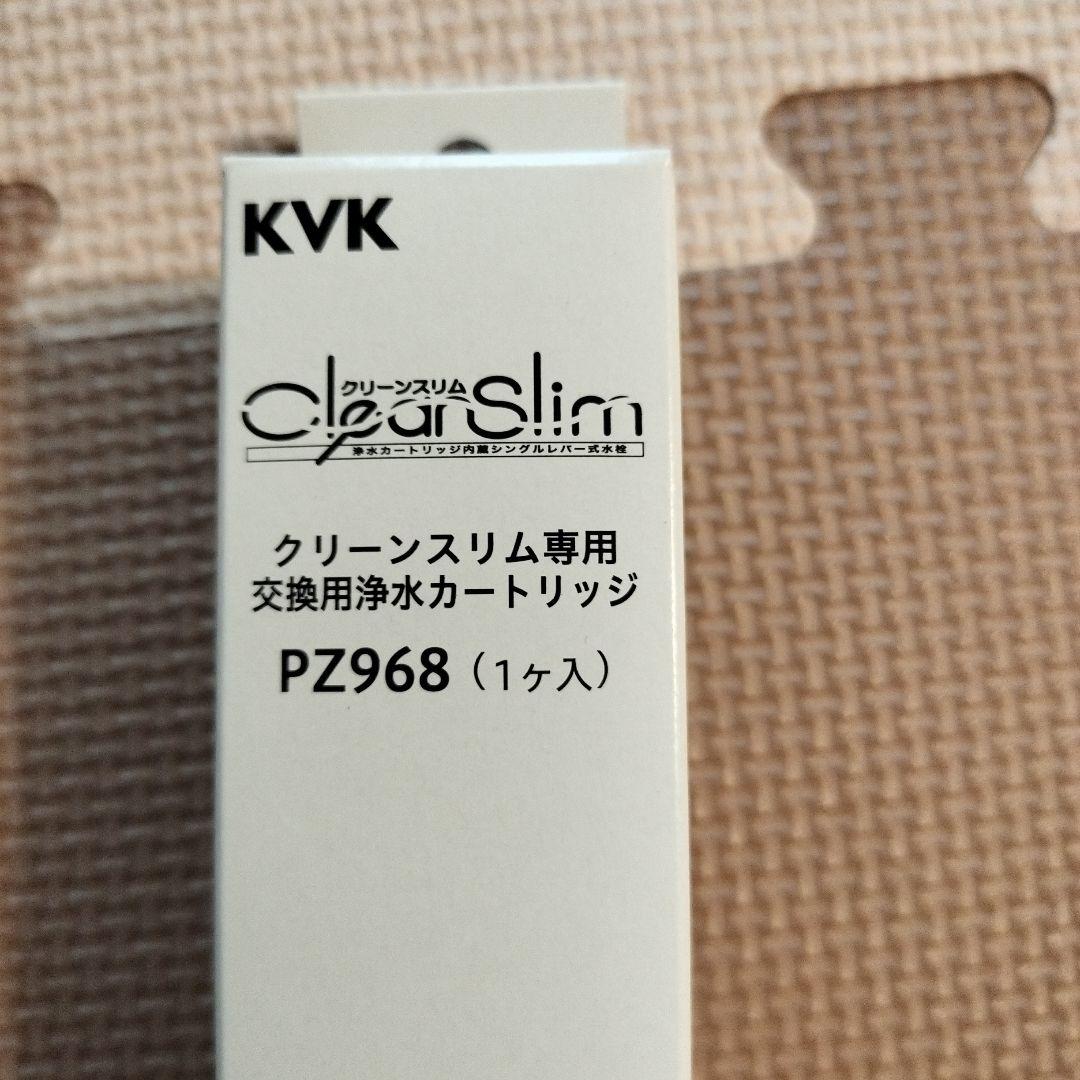 KVK
クリーンスリム
CleanSlim
浄水カートリッジ内蔵シングルレバー式水栓
クリーンスリム専用
交換用浄水カートリッジ
PZ968（1ヶ入）